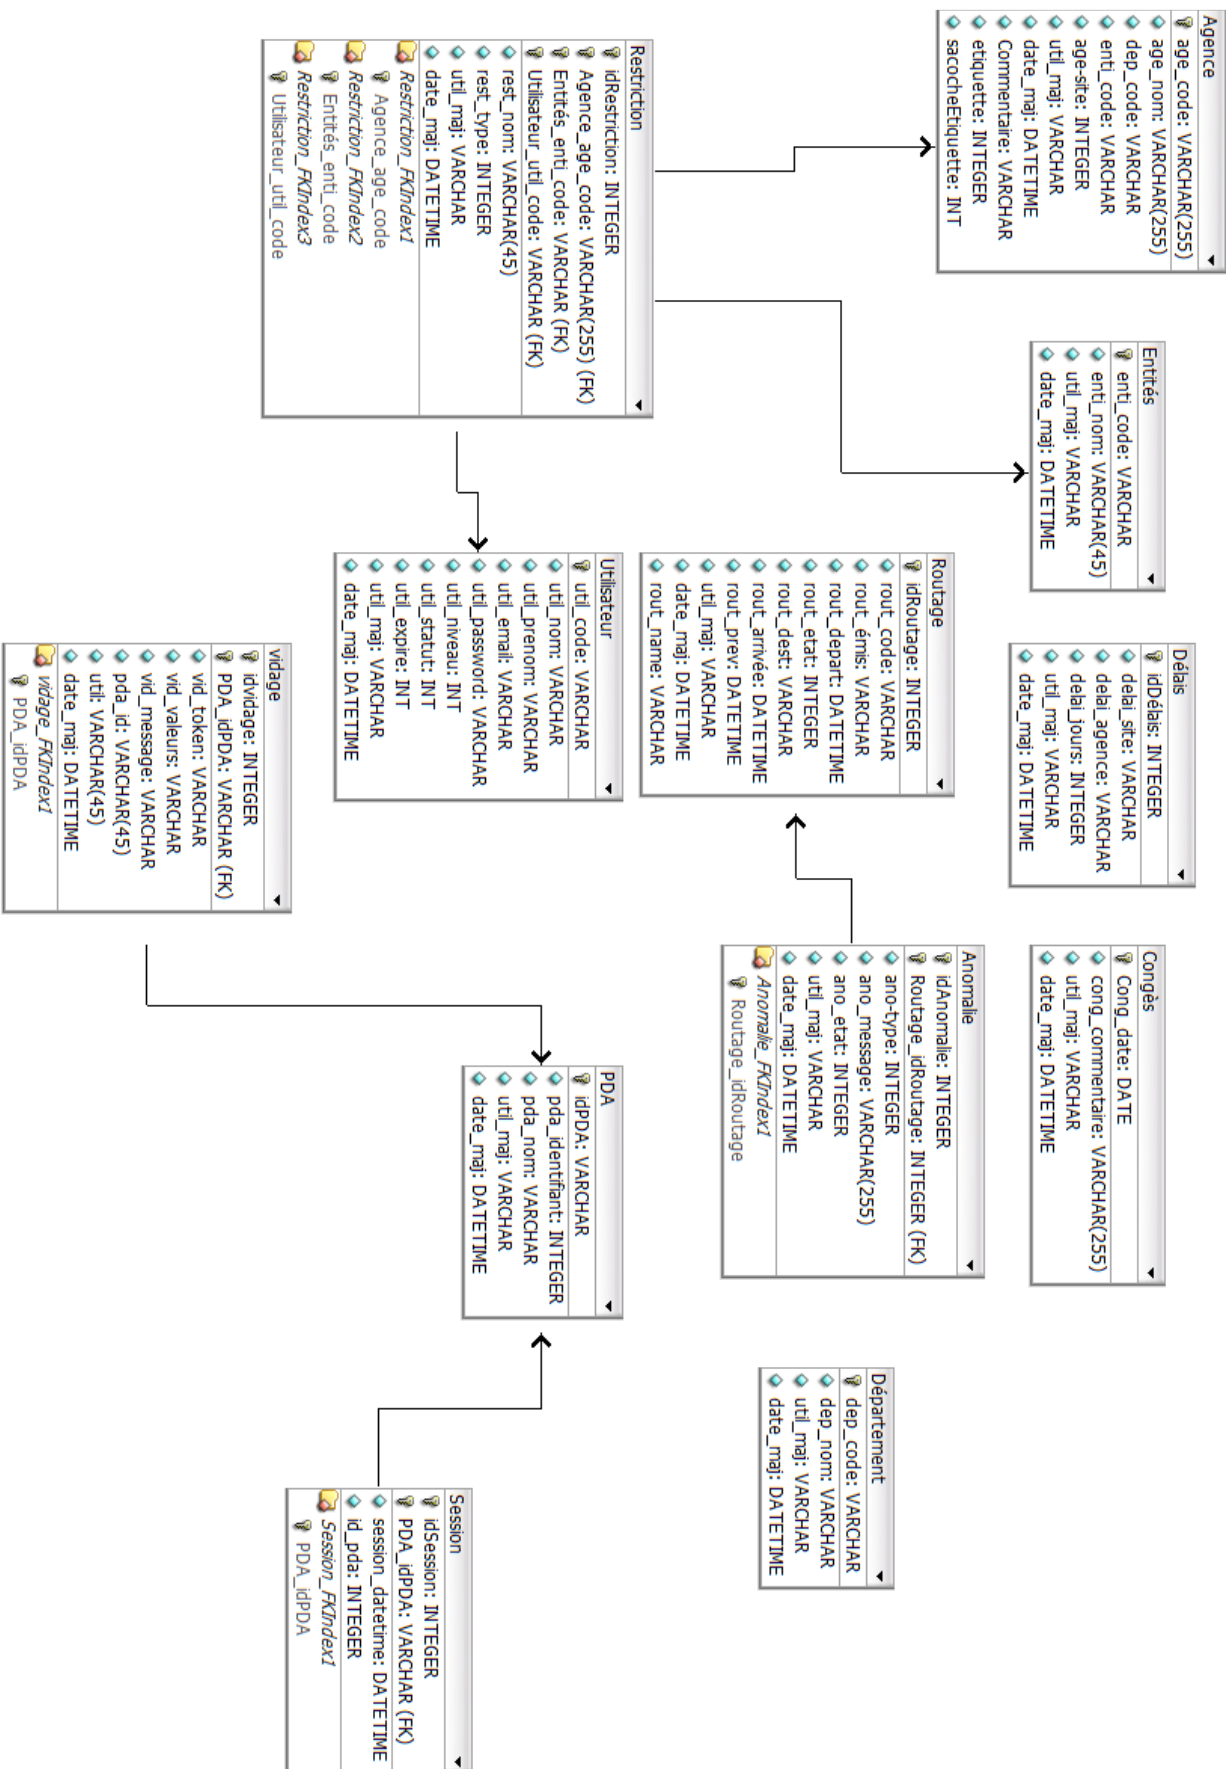 Agence
age_code: VARCHAR(255)
age_nom: VARCHAR(255)
dep_code: VARCHAR
enti_code: VARCHAR
age-site: INTEGER
util_maj: VARCHAR
date_maj: DATETIME
Commentaire: VARCHAR
etiquette: INTEGER
sacocheEtiquette: INT
Entités
enti_code: VARCHAR
enti_nom: VARCHAR(45)
util_maj: VARCHAR
date_maj: DATETIME
Délais
idDélais: INTEGER
delai_site: VARCHAR
delai_agence: VARCHAR
delai_jours: INTEGER
util_maj: VARCHAR
date_maj: DATETIME
Congès
Cong_date: DATE
cong_commentaire: VARCHAR(255)
util_maj: VARCHAR
date_maj: DATETIME
Restriction
idRestriction: INTEGER
Agence_age_code: VARCHAR(255) (FK)
Entités_enti_code: VARCHAR (FK)
Utilisateur_util_code: VARCHAR (FK)
rest_nom: VARCHAR(45)
rest_type: INTEGER
util_maj: VARCHAR
date_maj: DATETIME
Restriction_FKIndex1
Agence_age_code
Restriction_FKIndex2
Entités_enti_code
Restriction_FKIndex3
Utilisateur_util_code
Routage
idRoutage: INTEGER
rout_code: VARCHAR
rout_émis: VARCHAR
rout_depart: DATETIME
rout_etat: INTEGER
rout_dest: VARCHAR
rout_arrivée: DATETIME
rout_prev: DATETIME
util_maj: VARCHAR
date_maj: DATETIME
rout_name: VARCHAR
Anomalie
idAnomalie: INTEGER
Routage_idRoutage: INTEGER (FK)
ano-type: INTEGER
ano_message: VARCHAR(255)
ano_etat: INTEGER
util_maj: VARCHAR
date_maj: DATETIME
Anomalie_FKIndex1
Routage_idRoutage
Département
dep_code: VARCHAR
dep_nom: VARCHAR
util_maj: VARCHAR
date_maj: DATETIME
Utilisateur
util_code: VARCHAR
util_nom: VARCHAR
util_prenom: VARCHAR
util_email: VARCHAR
util_password: VARCHAR
util_niveau: INT
util_statut: INT
util_expire: INT
util_maj: VARCHAR
date_maj: DATETIME
PDA
idPDA: VARCHAR
pda_identifiant: INTEGER
pda_nom: VARCHAR
util_maj: VARCHAR
date_maj: DATETIME
Session
idSession: INTEGER
PDA_idPDA: VARCHAR (FK)
session_datetime: DATETIME
id_pda: INTEGER
Session_FKIndex1
PDA_idPDA
vidage
idvidage: INTEGER
PDA_idPDA: VARCHAR (FK)
vid_token: VARCHAR
vid_valeurs: VARCHAR
vid_message: VARCHAR
pda_id: VARCHAR(45)
util: VARCHAR(45)
date_maj: DATETIME
vidage_FKIndex1
PDA_idPDA